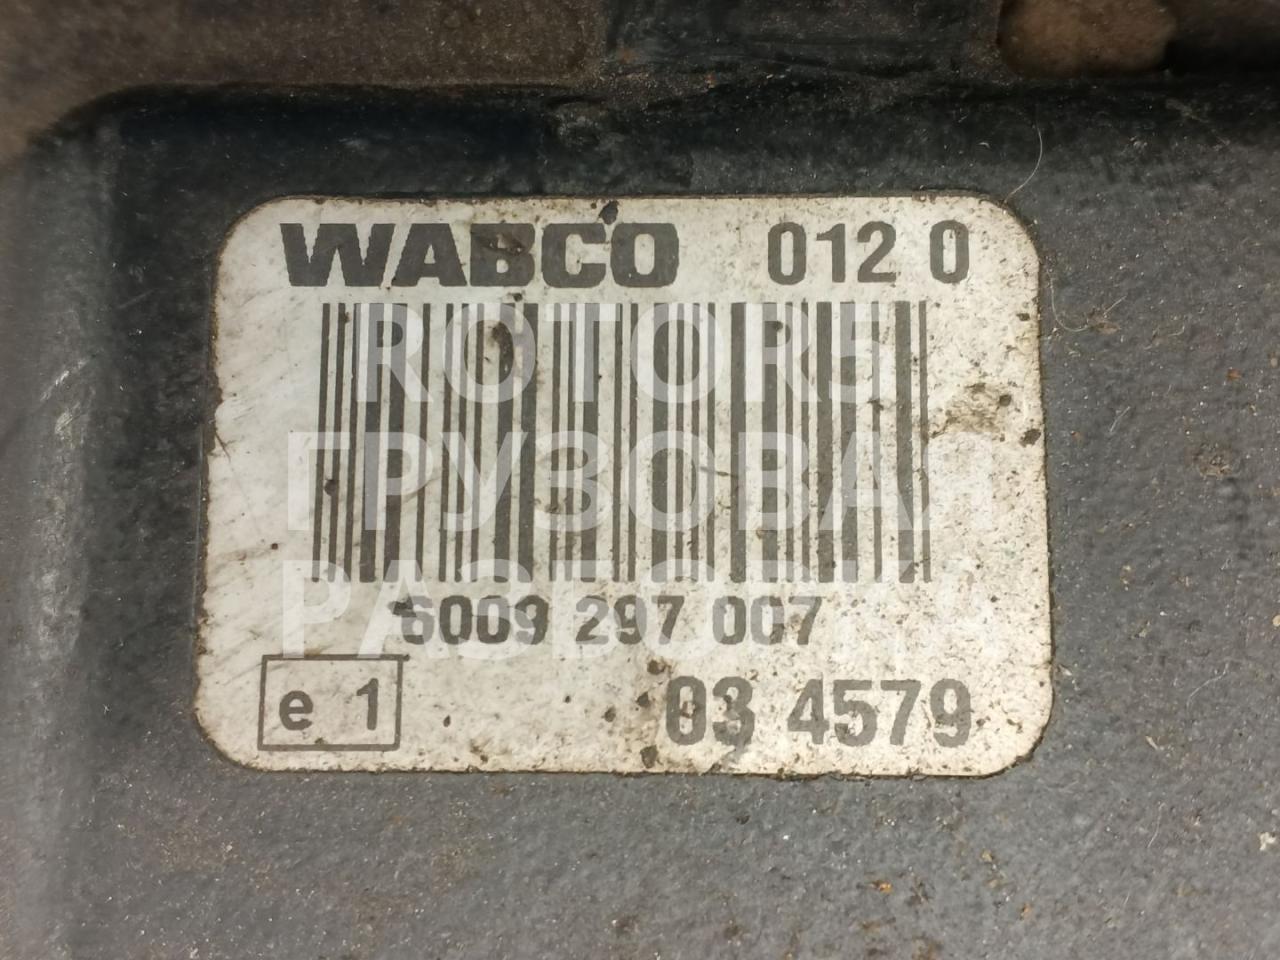 WABCO 012 0
ROTOR5
ГРУЗОВАЯ
РАЗБОРКА
6009 297 007
e 1
03 4579